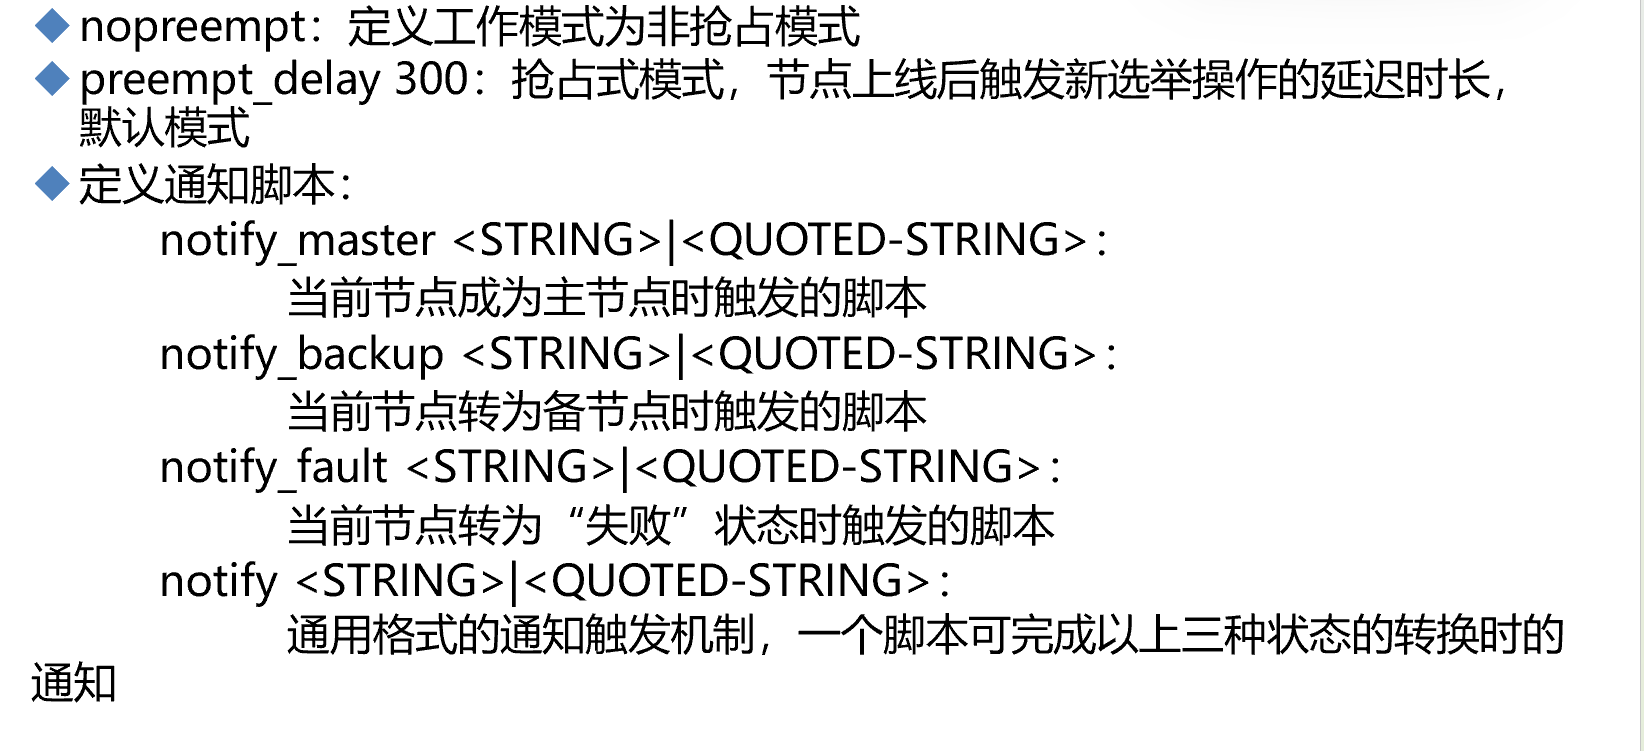 nopreempt：定义工作模式为非抢占模式
preempt_delay 300：抢占式模式，节点上线后触发新选举操作的延迟时长，
默认模式
定义通知脚本：
notify_master <STRING>|<QUOTED-STRING>：
当前节点成为主节点时触发的脚本
notify_backup <STRING>|<QUOTED-STRING>：
当前节点转为备节点时触发的脚本
notify_fault <STRING>|<QUOTED-STRING>：
当前节点转为“失败”状态时触发的脚本
notify <STRING>|<QUOTED-STRING>：
通用格式的通知触发机制，一个脚本可完成以上三种状态的转换时的
通知